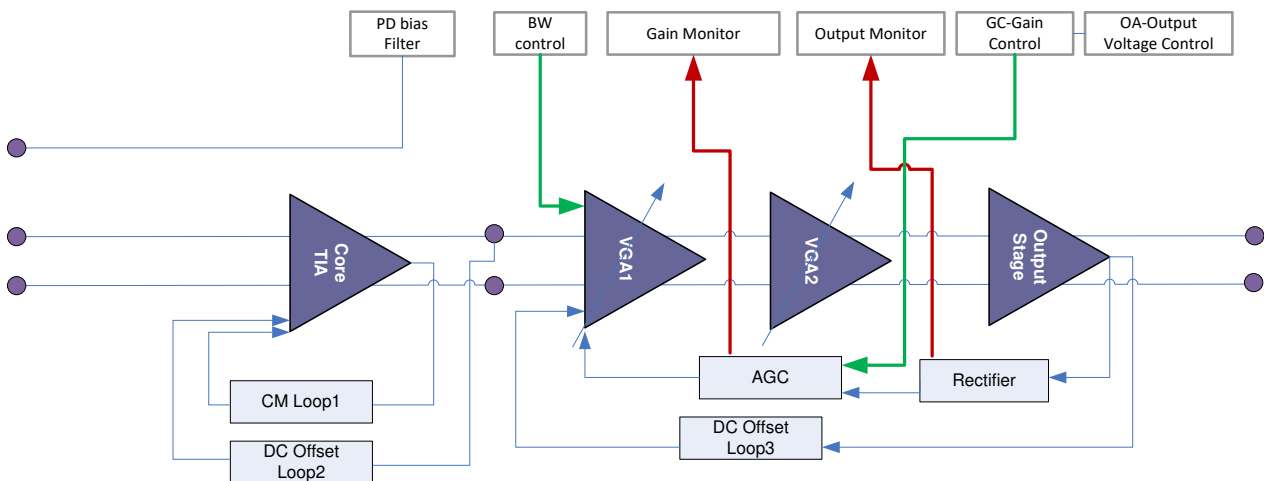 PD bias
Filter
BW
control
Gain Monitor
Output Monitor
GC-Gain
Control
OA-Output
Voltage Control
Core
TIA
VGA1
VGA2
Output
Stage
AGC
Rectifier
CM Loop1
DC Offset
Loop3
DC Offset
Loop2